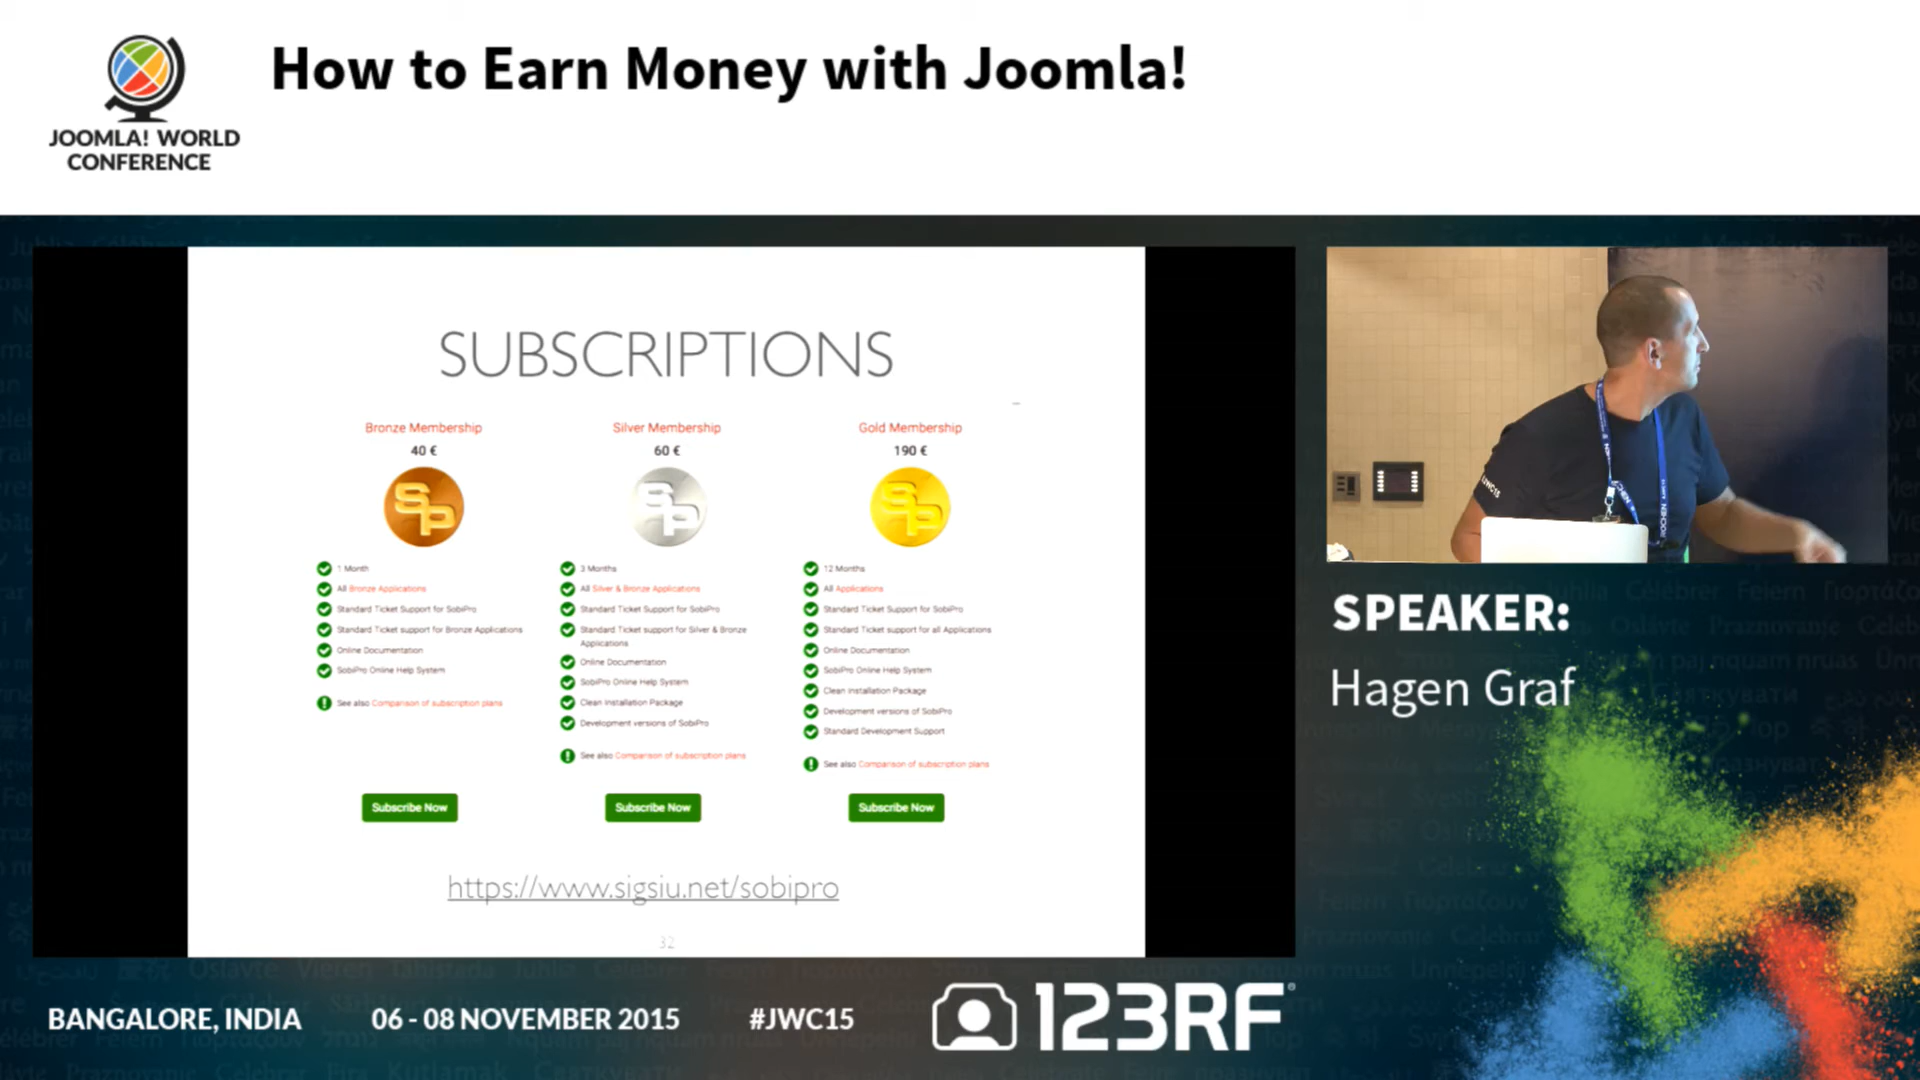 How to Earn Money with Joomla!
JOOMLA! WORLD
CONFERENCE
SUBSCRIPTIONS
Bronze Membership
40 €
SP
1 Month
All Bronze Applications
Standard Ticket Support for SobiPro
Standard Ticket support for Bronze Applications
Online Documentation
SobiPro Online Help System
See also Comparison of subscription plans
Subscribe Now
Silver Membership
60 €
SP
3 Months
All Silver & Bronze Applications
Standard Ticket Support for SobiPro
Standard Ticket support for Silver & Bronze
Applications
Online Documentation
SobiPro Online Help System
Clean Installation Package
Development versions of SobiPro
See also Comparison of subscription plans
Subscribe Now
Gold Membership
190 €
SP
12 Months
All Applications
Standard Ticket Support for SobiPro
Standard Ticket support for all Applications
Online Documentation
SobiPro Online Help System
Clean Installation Package
Development versions of SobiPro
Standard Development Support
See also Comparison of subscription plans
Subscribe Now
https://www.sigsiu.net/sobipro
32
SPEAKER:
Hagen Graf
BANGALORE, INDIA
06 - 08 NOVEMBER 2015
#JWC15
123RF